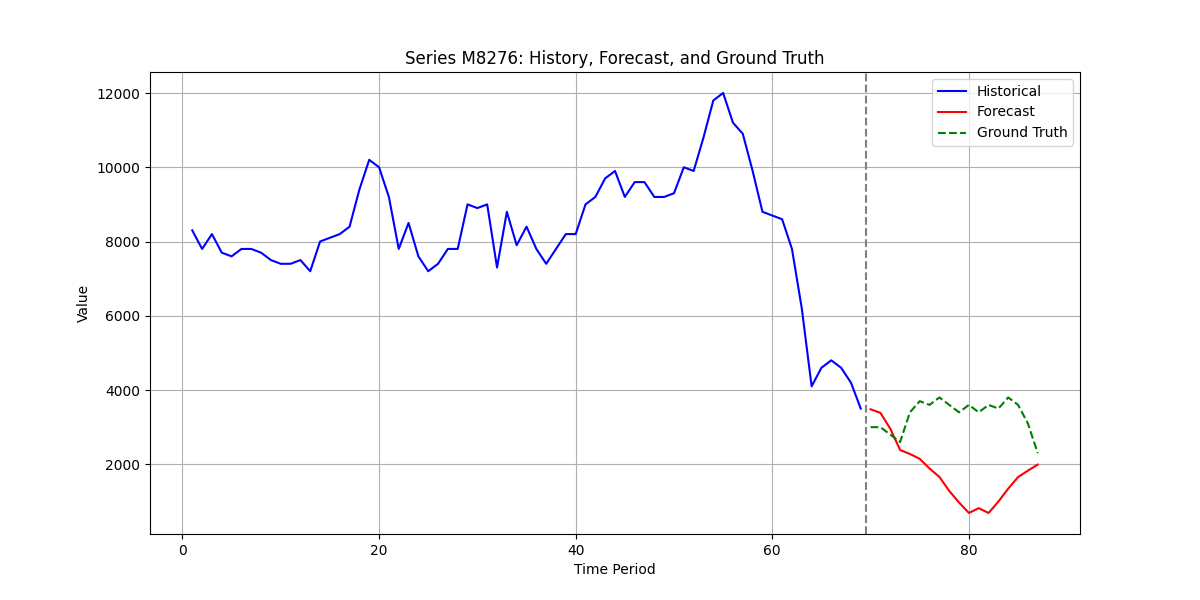 Series M8276: History, Forecast, and Ground Truth
Historical
Forecast
Ground Truth
12000
10000
8000
6000
4000
2000
Value
0
20
40
60
80
Time Period